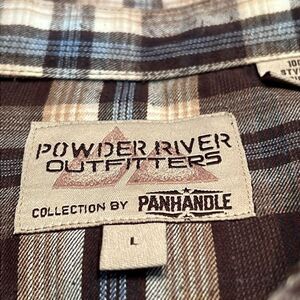 POWDER RIVER
OUTFITTERS
COLLECTION BY PANHANDLE
L